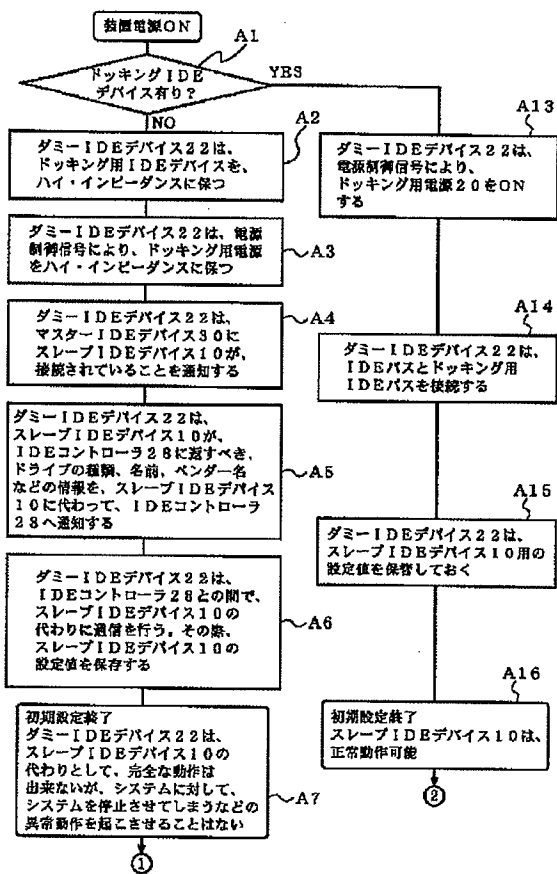 装置電源ON
A1
ドッキングIDE
デバイス有り？
YES
NO
A2
ダミーIDEデバイス22は、
ドッキング用IDEデバイスを、
ハイ・インピーダンスに保つ
ダミーIDEデバイス22は、電源
制御信号により、ドッキング用電源
をハイ・インピーダンスに保つ
A3
ダミーIDEデバイス22は、
マスターIDEデバイス30に
スレーブIDEデバイス10が、
接続されていることを通知する
A4
ダミーIDEデバイス22は、
スレーブIDEデバイス10が、
IDEコントローラ28に返すべき、
ドライブの種類、名前、ベンダー名
などの情報を、スレーブIDEデバイス
10に代わって、IDEコントローラ
28へ通知する
A5
ダミーIDEデバイス22は、
IDEコントローラ28との間で、
スレーブIDEデバイス10の
代わりに通信を行う。その際、
スレーブIDEデバイス10の
設定値を保存する
A6
初期設定終了
ダミーIDEデバイス22は、
スレーブIDEデバイス10の
代わりとして、完全な動作は
出来ないが、システムに対して、
システムを停止させてしまうなどの
異常動作を起こさせることはない
A7
①
A13
ダミーIDEデバイス22は、
電源制御信号により、
ドッキング用電源20をON
する
A14
ダミーIDEデバイス22は、
IDEバスとドッキング用
IDEバスを接続する
A15
ダミーIDEデバイス22は、
スレーブIDEデバイス10用の
設定値を保管しておく
A16
初期設定終了
スレーブIDEデバイス10は、
正常動作可能
②